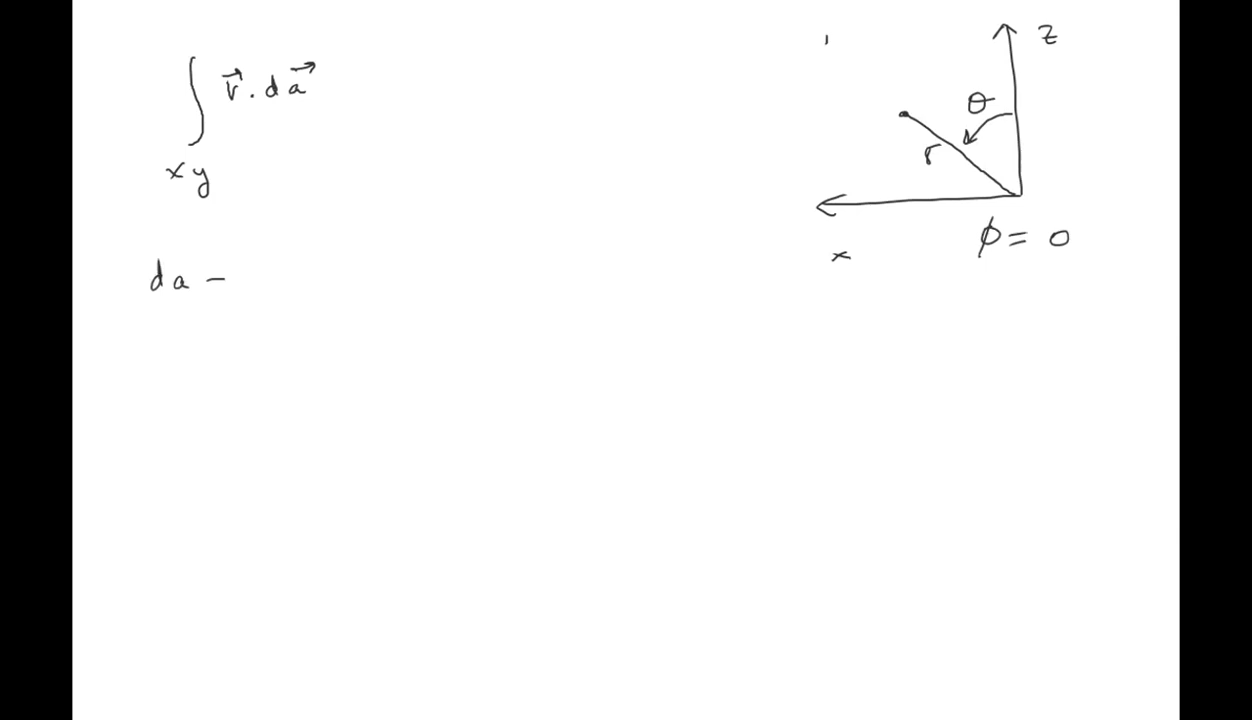 ∫ v⃗ . da⃗
xy
da –
z
θ
r
x
φ = 0